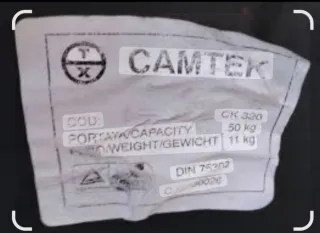 T
X
CAMTEK
COD. CK 320
PORTATA/CAPACITY 50 kg
/WEIGHT/GEWICHT 11 kg
DIN 75302